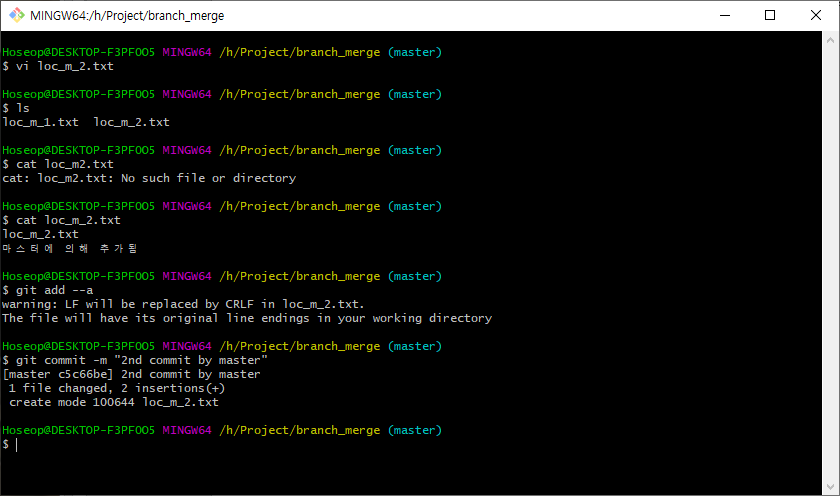 MINGW64:/h/Project/branch_merge
Hoseop@DESKTOP-F3PF0O5 MINGW64 /h/Project/branch_merge (master)
$ vi loc_m_2.txt
Hoseop@DESKTOP-F3PF0O5 MINGW64 /h/Project/branch_merge (master)
$ ls
loc_m_1.txt  loc_m_2.txt
Hoseop@DESKTOP-F3PF0O5 MINGW64 /h/Project/branch_merge (master)
$ cat loc_m2.txt
cat: loc_m2.txt: No such file or directory
Hoseop@DESKTOP-F3PF0O5 MINGW64 /h/Project/branch_merge (master)
$ cat loc_m_2.txt
loc_m_2.txt
마스터에 의해 추가됨
Hoseop@DESKTOP-F3PF0O5 MINGW64 /h/Project/branch_merge (master)
$ git add --a
warning: LF will be replaced by CRLF in loc_m_2.txt.
The file will have its original line endings in your working directory
Hoseop@DESKTOP-F3PF0O5 MINGW64 /h/Project/branch_merge (master)
$ git commit -m "2nd commit by master"
[master c5c66be] 2nd commit by master
 1 file changed, 2 insertions(+)
 create mode 100644 loc_m_2.txt
Hoseop@DESKTOP-F3PF0O5 MINGW64 /h/Project/branch_merge (master)
$